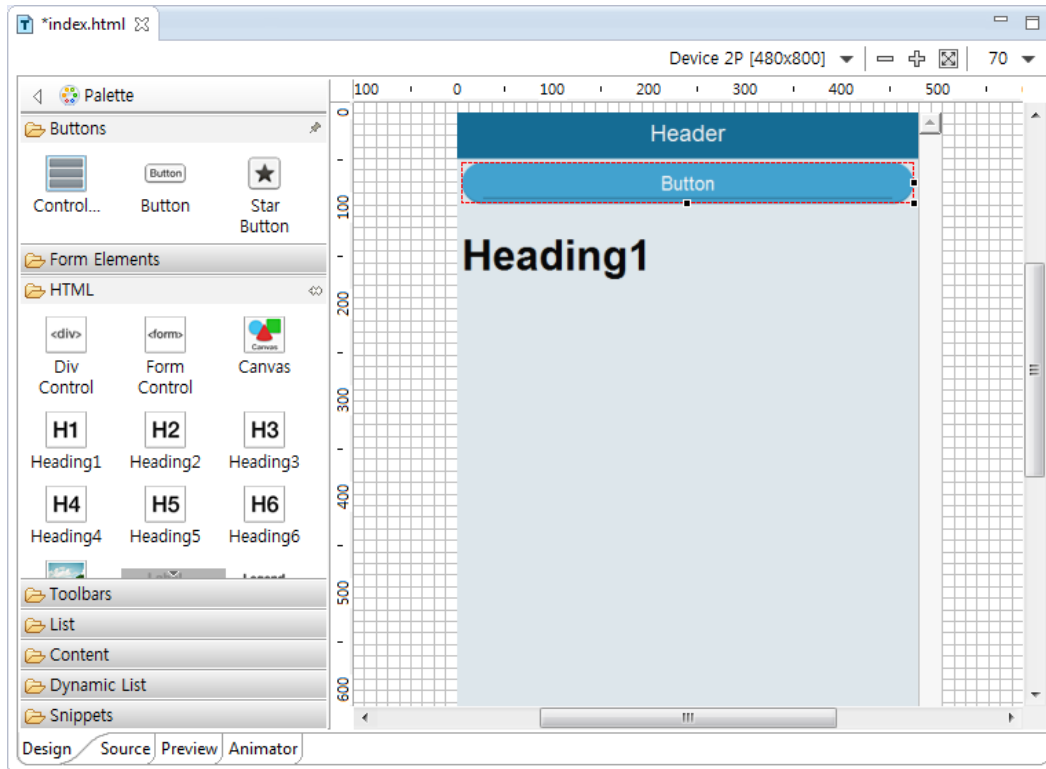 *index.html
Device 2P [480x800]
70
Palette
Buttons
Control...
Button
Button
Star
Button
Form Elements
HTML
<div>
<form>
Canvas
Div
Control
Form
Control
Canvas
H1
H2
H3
Heading1
Heading2
Heading3
H4
H5
H6
Heading4
Heading5
Heading6
Toolbars
List
Content
Dynamic List
Snippets
100 0 100 200 300 400 500
0
100
200
300
400
500
600
Header
Button
Heading1
Design
Source
Preview
Animator